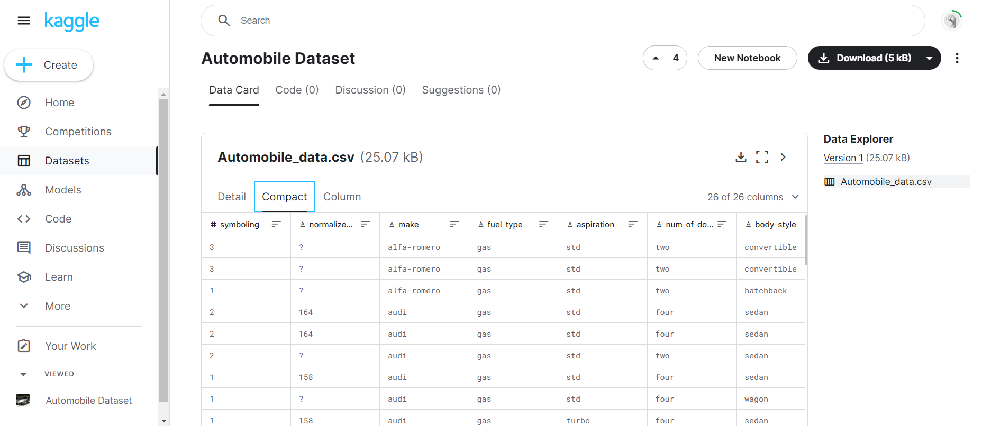 kaggle
Search
Create
Automobile Dataset
4
New Notebook
Download (5 kB)
Data Card
Code (0)
Discussion (0)
Suggestions (0)
Home
Competitions
Datasets
Models
Code
Discussions
Learn
More
Your Work
VIEWED
Automobile Dataset
Automobile_data.csv (25.07 kB)
Detail
Compact
Column
26 of 26 columns
# symboling A normalize... A make A fuel-type A aspiration A num-of-do... A body-style
3 ? alfa-romero gas std two convertible
3 ? alfa-romero gas std two convertible
1 ? alfa-romero gas std two hatchback
2 164 audi gas std four sedan
2 164 audi gas std four sedan
2 ? audi gas std two sedan
1 158 audi gas std four sedan
1 ? audi gas std four wagon
1 158 audi gas turbo four sedan
Data Explorer
Version 1 (25.07 kB)
Automobile_data.csv